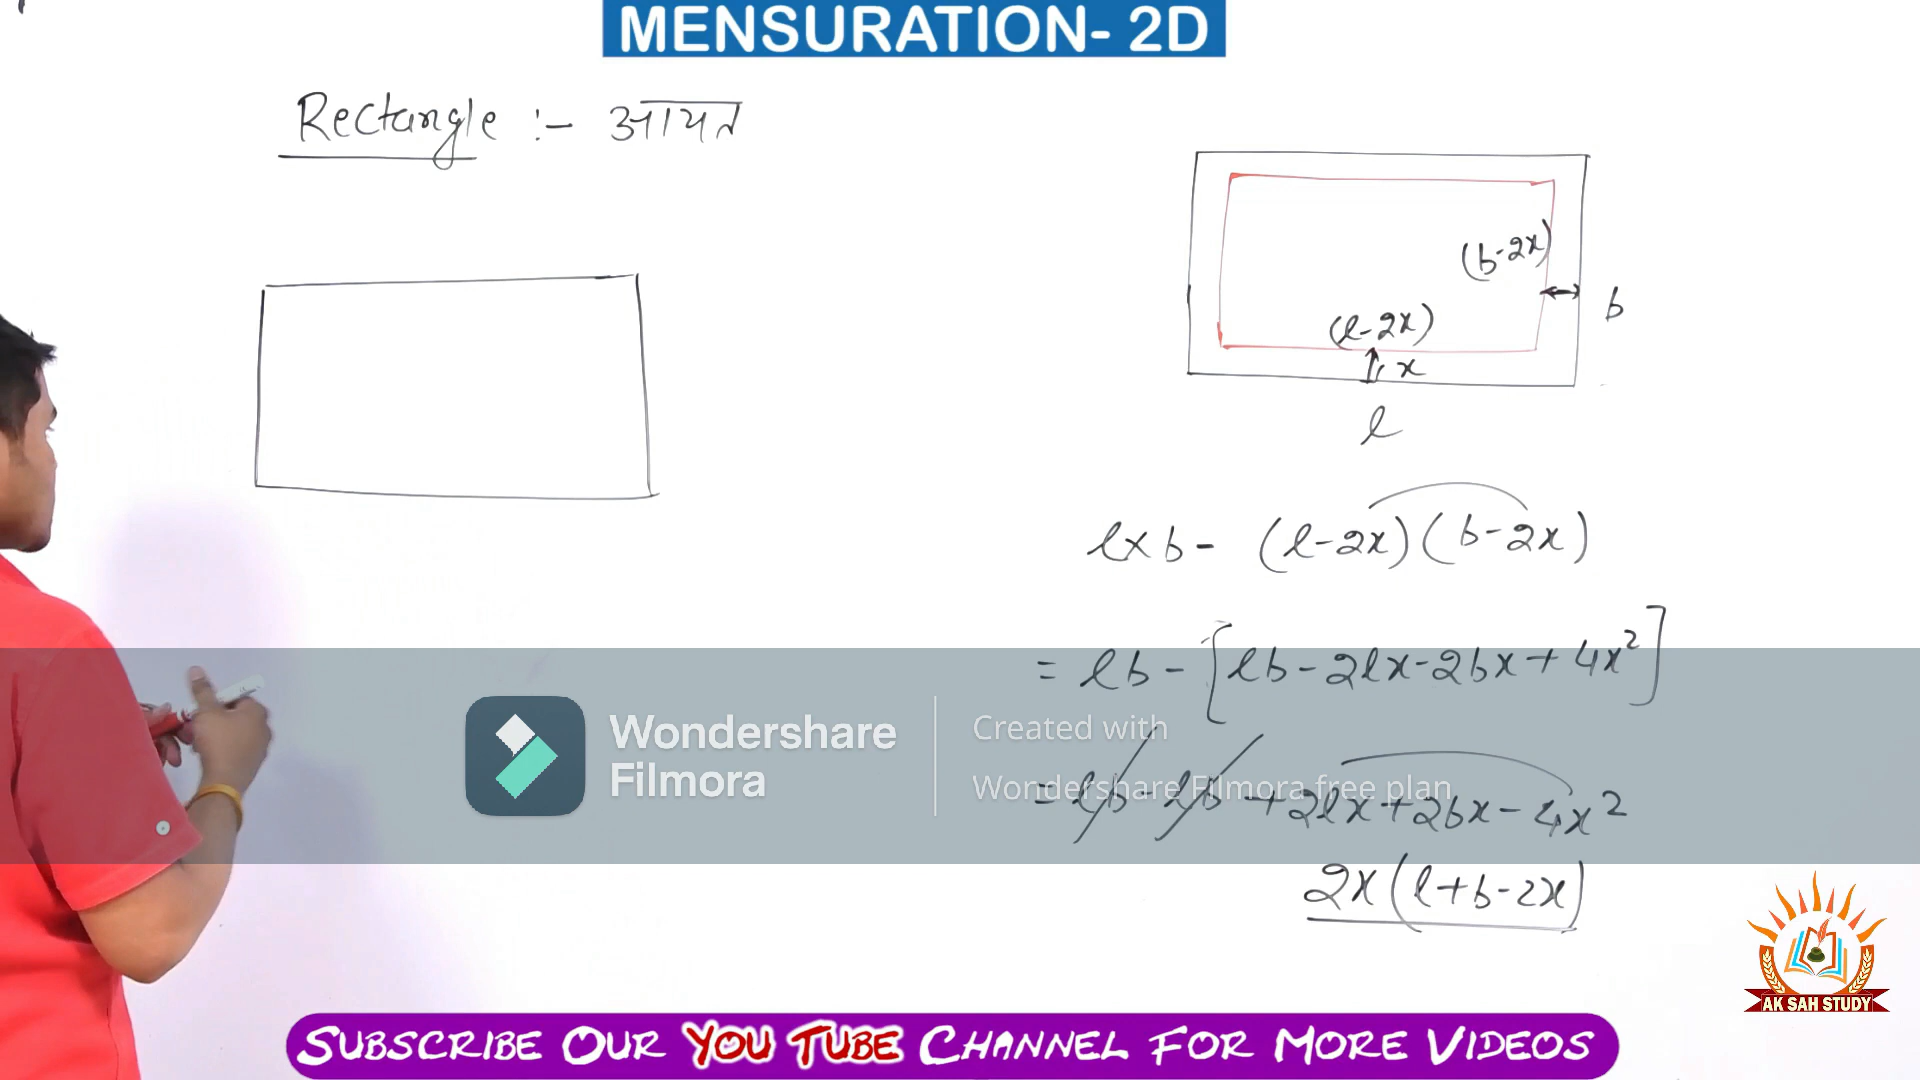 MENSURATION- 2D
Rectangle :- आयत
(b-2x)
b
(l-2x)
x
l
l×b- (l-2x)(b-2x)
= lb-[lb-2lx-2bx+4x²]
Wondershare
Filmora
Created with
Wondershare Filmora free plan
=lb-lb+2lx+2bx-4x²
2x(l+b-2x)
AK SAH STUDY
SUBSCRIBE OUR YOU TUBE CHANNEL FOR MORE VIDEOS